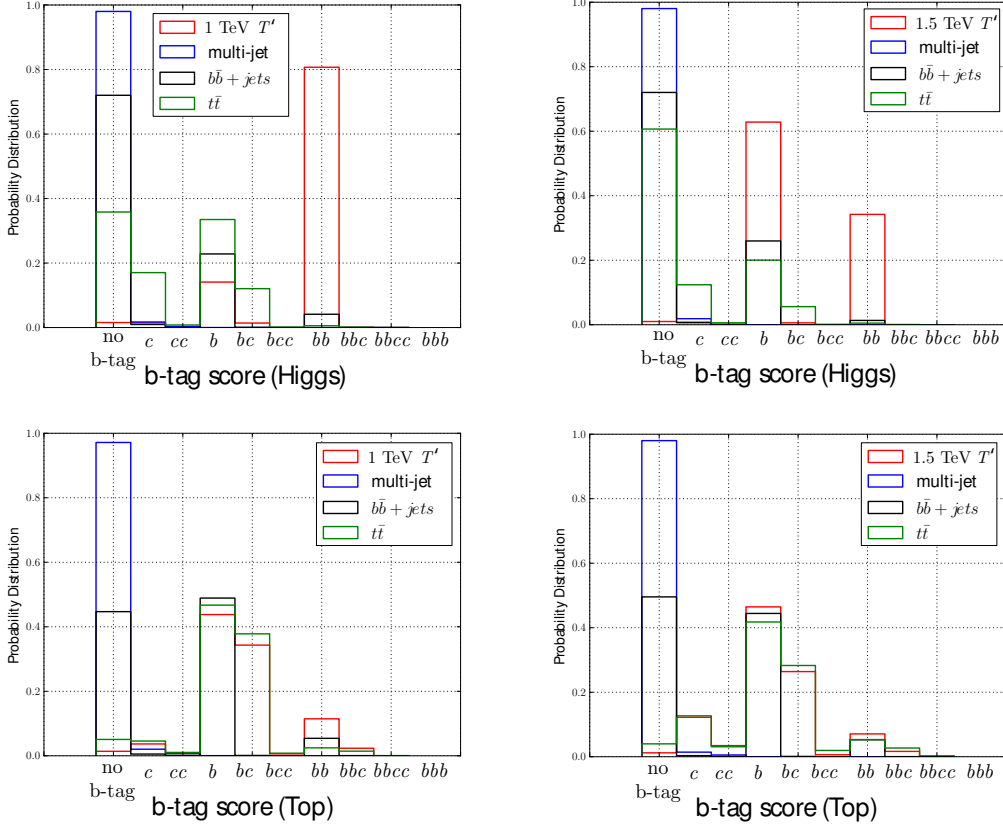 1.0
0.8
0.6
0.4
0.2
0.0
Probability Distribution
1 TeV T′
multi-jet
bb̄ + jets
tt̄
no b-tag c cc b bc bcc bb bbc bbcc bbb
b-tag score (Higgs)
1.0
0.8
0.6
0.4
0.2
0.0
Probability Distribution
1.5 TeV T′
multi-jet
bb̄ + jets
tt̄
no b-tag c cc b bc bcc bb bbc bbcc bbb
b-tag score (Higgs)
1.0
0.8
0.6
0.4
0.2
0.0
Probability Distribution
1 TeV T′
multi-jet
bb̄ + jets
tt̄
no b-tag c cc b bc bcc bb bbc bbcc bbb
b-tag score (Top)
1.0
0.8
0.6
0.4
0.2
0.0
Probability Distribution
1.5 TeV T′
multi-jet
bb̄ + jets
tt̄
no b-tag c cc b bc bcc bb bbc bbcc bbb
b-tag score (Top)